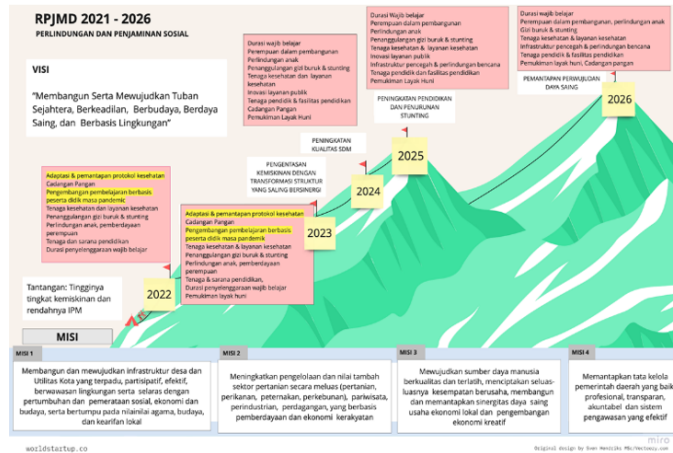 RPJMD 2021 - 2026
PERLINDUNGAN DAN PENJAMINAN SOSIAL
VISI
“Membangun Serta Mewujudkan Tuban
Sejahtera, Berkeadilan, Berbudaya, Berdaya
Saing, dan Berbasis Lingkungan”
Adaptasi & pemantapan protokol kesehatan
Cadangan Pangan
Pengembangan pembelajaran berbasis
peserta didik masa pandemik
Tenaga kesehatan dan layanan kesehatan
Penanggulangan gizi buruk & stunting
Perlindungan anak, pemberdayaan
perempuan
Tenaga dan sarana pendidikan
Durasi penyelenggaraan wajib belajar
Tantangan: Tingginya
tingkat kemiskinan dan
rendahnya IPM
2022
Adaptasi & pemantapan protokol kesehatan
Cadangan Pangan
Pengembangan pembelajaran berbasis
peserta didik masa pandemik
Tenaga kesehatan & layanan kesehatan
Penanggulangan gizi buruk & stunting
Perlindungan anak, pemberdayaan
perempuan
Tenaga & sarana pendidikan,
Durasi penyelenggaraan wajib belajar
Pemukiman layak huni
PENGENTASAN
KEMISKINAN DENGAN
TRANSFORMASI STRUKTUR
YANG SALING BERSINERGI
2023
Durasi wajib belajar
Perempuan dalam pembangunan
Perlindungan anak
Penanggulangan gizi buruk & stunting
Tenaga kesehatan dan layanan
kesehatan
Inovasi layanan publik
Tenaga pendidik & fasilitas pendidikan
Cadangan Pangan
Pemukiman Layak Huni
PENINGKATAN
KUALITAS SDM
2024
Durasi Wajib belajar
Perempuan dalam pembangunan
Perlindungan anak
Penanggulangan gizi buruk & stunting
Tenaga kesehatan & layanan kesehatan
Inovasi layanan publik
Infrastruktur pencegah & perlindungan bencana
Tenaga pendidik dan fasilitas pendidikan
Pemukiman Layak Huni
PENINGKATAN PENDIDIKAN
DAN PENURUNAN
STUNTING
2025
Durasi wajib belajar
Perempuan dalam pembangunan, perlindungan anak
Gizi buruk & stunting
Tenaga kesehatan & layanan kesehatan
Infrastruktur pencegah & perlindungan bencana
Tenaga pendidik & fasilitas pendidikan
Pemukiman layak huni, Cadangan pangan
PEMANTAPAN PERWUJUDAN
DAYA SAING
2026
MISI
MISI 1
Membangun dan mewujudkan infrastruktur desa dan
Utilitas Kota yang terpadu, partisipatif, efektif,
berwawasan lingkungan serta selaras dengan
pertumbuhan dan pemerataan sosial, ekonomi dan
budaya, serta bertumpu pada nilainilai agama, budaya,
dan kearifan lokal
MISI 2
Meningkatkan pengelolaan dan nilai tambah
sektor pertanian secara meluas (pertanian,
perikanan, peternakan, perkebunan), pariwisata,
perindustrian, perdagangan, yang berbasis
pemberdayaan dan ekonomi kerakyatan
MISI 3
Mewujudkan sumber daya manusia
berkualitas dan terlatih, menciptakan seluas-
luasnya kesempatan berusaha, membangun
dan memantapkan sinergitas daya saing
usaha ekonomi lokal dan pengembangan
ekonomi kreatif
MISI 4
Memantapkan tata kelola
pemerintah daerah yang baik
profesional, transparan,
akuntabel dan sistem
pengawasan yang efektif
miro
worldstartup.co
Original design by Sven Hendriks MSc/Vecteezy.com